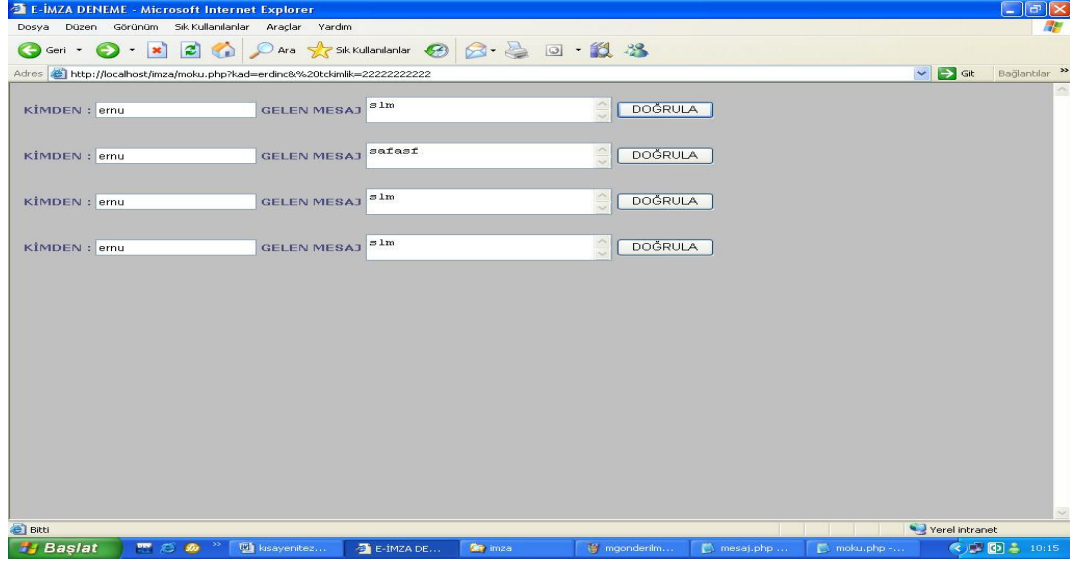 E-İMZA DENEME - Microsoft Internet Explorer
Dosya Düzen Görünüm Sık Kullanılanlar Araçlar Yardım
Geri Ara Sık Kullanılanlar
Adres http://localhost/imza/moku.php?kad=erdinc&%20tckimlik=22222222222 Git Bağlantılar »
KİMDEN : ernu GELEN MESAJ slm DOĞRULA
KİMDEN : ernu GELEN MESAJ safasf DOĞRULA
KİMDEN : ernu GELEN MESAJ slm DOĞRULA
KİMDEN : ernu GELEN MESAJ slm DOĞRULA
Bitti Yerel intranet
Başlat » kısayenitez... E-İMZA DE... imza mgonderilm... mesaj.php ... moku.php -... 10:15